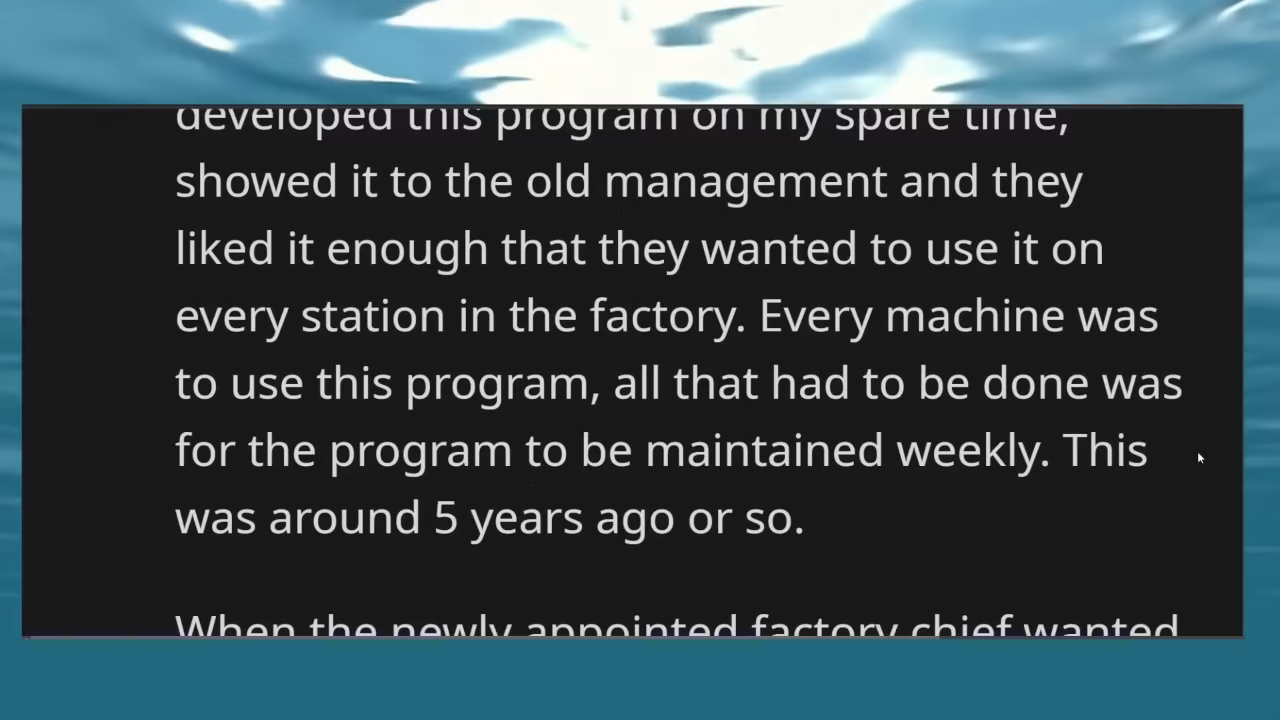 developed this program on my spare time,
showed it to the old management and they
liked it enough that they wanted to use it on
every station in the factory. Every machine was
to use this program, all that had to be done was
for the program to be maintained weekly. This
was around 5 years ago or so.
When the newly appointed factory chief wanted